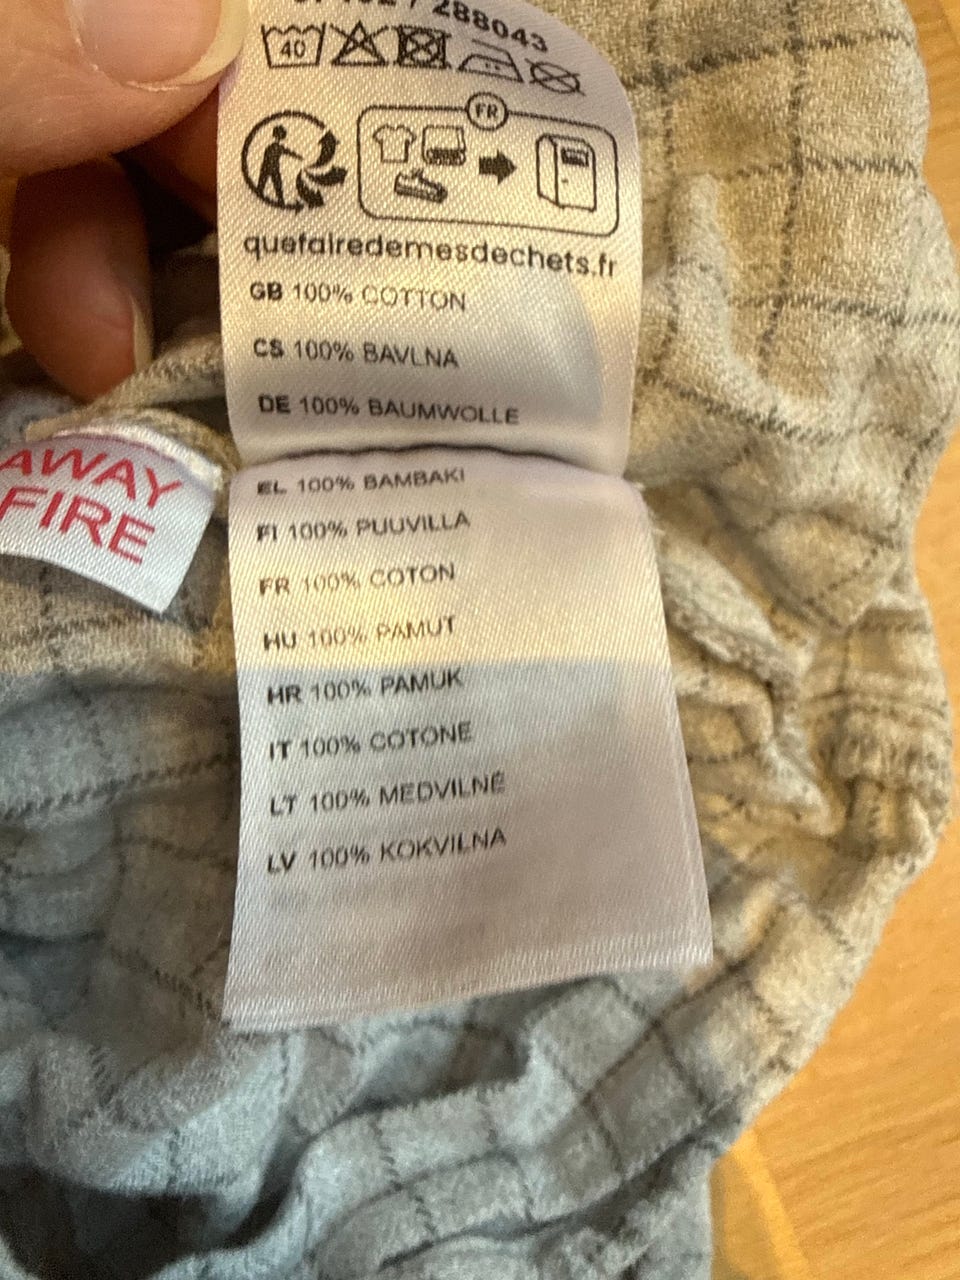 288043
40
FR
quefairedemesdechets.fr
GB 100% COTTON
CS 100% BAVLNA
DE 100% BAUMWOLLE
EL 100% BAMBAKI
FI 100% PUUVILLA
FR 100% COTON
HU 100% PAMUT
HR 100% PAMUK
IT 100% COTONE
LT 100% MEDVILNĖ
LV 100% KOKVILNA
AWAY
FIRE